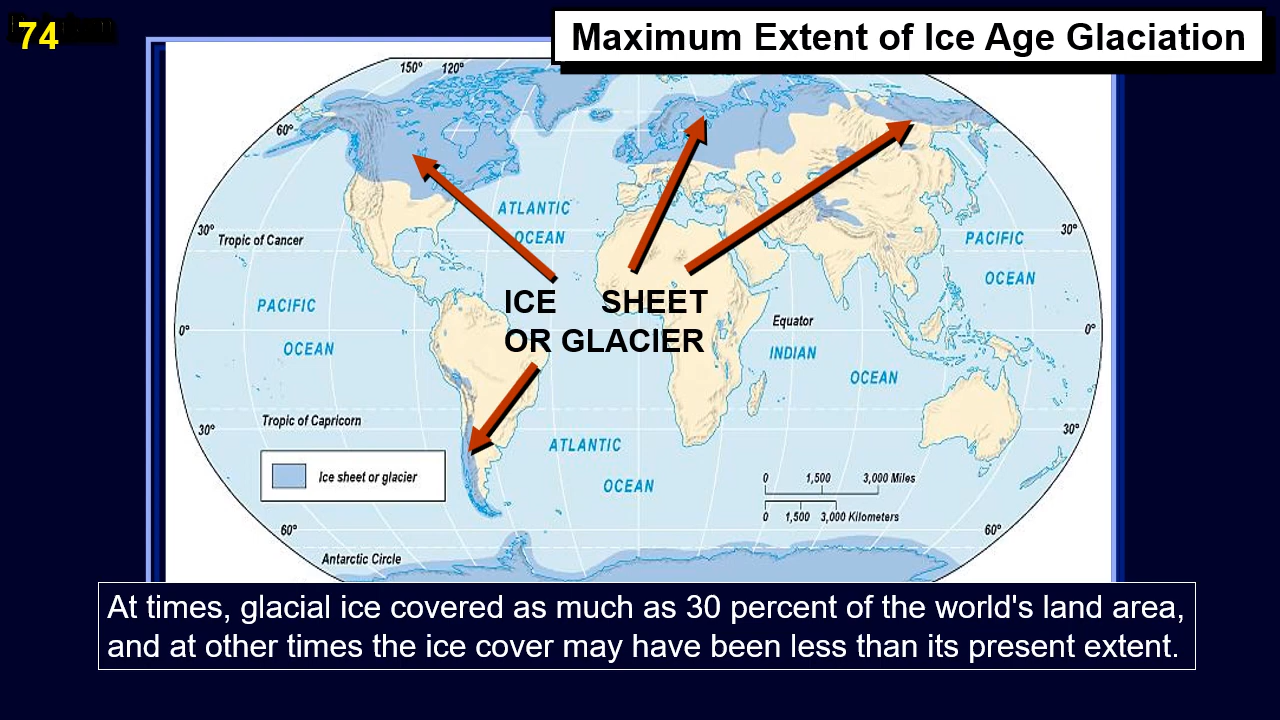 74
Maximum Extent of Ice Age Glaciation
150° 120°
60°
ATLANTIC
OCEAN
30°
Tropic of Cancer
PACIFIC
30°
OCEAN
ICE SHEET
OR GLACIER
PACIFIC
OCEAN
0°
Equator
0°
INDIAN
OCEAN
Tropic of Capricorn
30°
30°
ATLANTIC
OCEAN
Ice sheet or glacier
0 1,500 3,000 Miles
0 1,500 3,000 Kilometers
60°
60°
Antarctic Circle
At times, glacial ice covered as much as 30 percent of the world's land area,
and at other times the ice cover may have been less than its present extent.